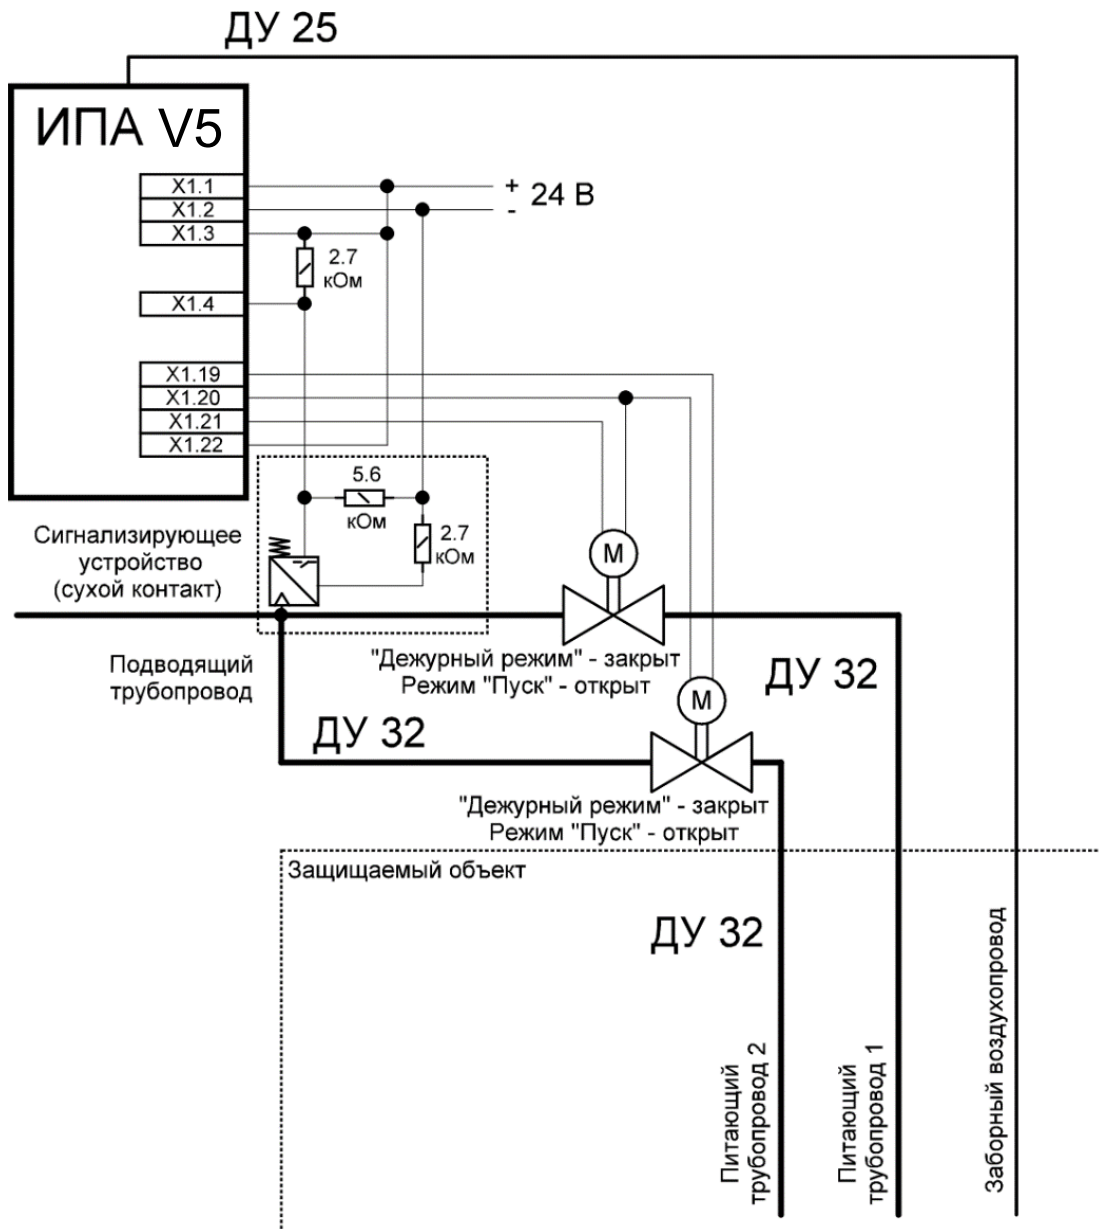 ДУ 25
ИПА V5
X1.1
X1.2
X1.3
X1.4
X1.19
X1.20
X1.21
X1.22
+
-
24 В
2.7
кОм
5.6
кОм
2.7
кОм
Сигнализирующее
устройство
(сухой контакт)
M
Подводящий
трубопровод
"Дежурный режим" - закрыт
Режим "Пуск" - открыт
ДУ 32
M
ДУ 32
"Дежурный режим" - закрыт
Режим "Пуск" - открыт
Защищаемый объект
ДУ 32
Питающий
трубопровод 2
Питающий
трубопровод 1
Заборный воздухопровод